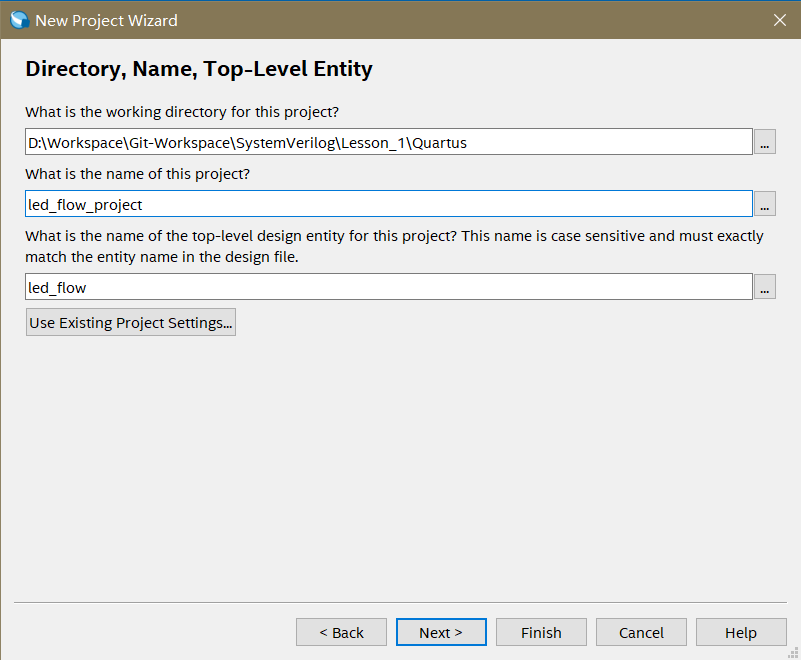 New Project Wizard
Directory, Name, Top-Level Entity
What is the working directory for this project?
D:\Workspace\Git-Workspace\SystemVerilog\Lesson_1\Quartus
...
What is the name of this project?
led_flow_project
...
What is the name of the top-level design entity for this project? This name is case sensitive and must exactly
match the entity name in the design file.
led_flow
...
Use Existing Project Settings...
< Back
Next >
Finish
Cancel
Help